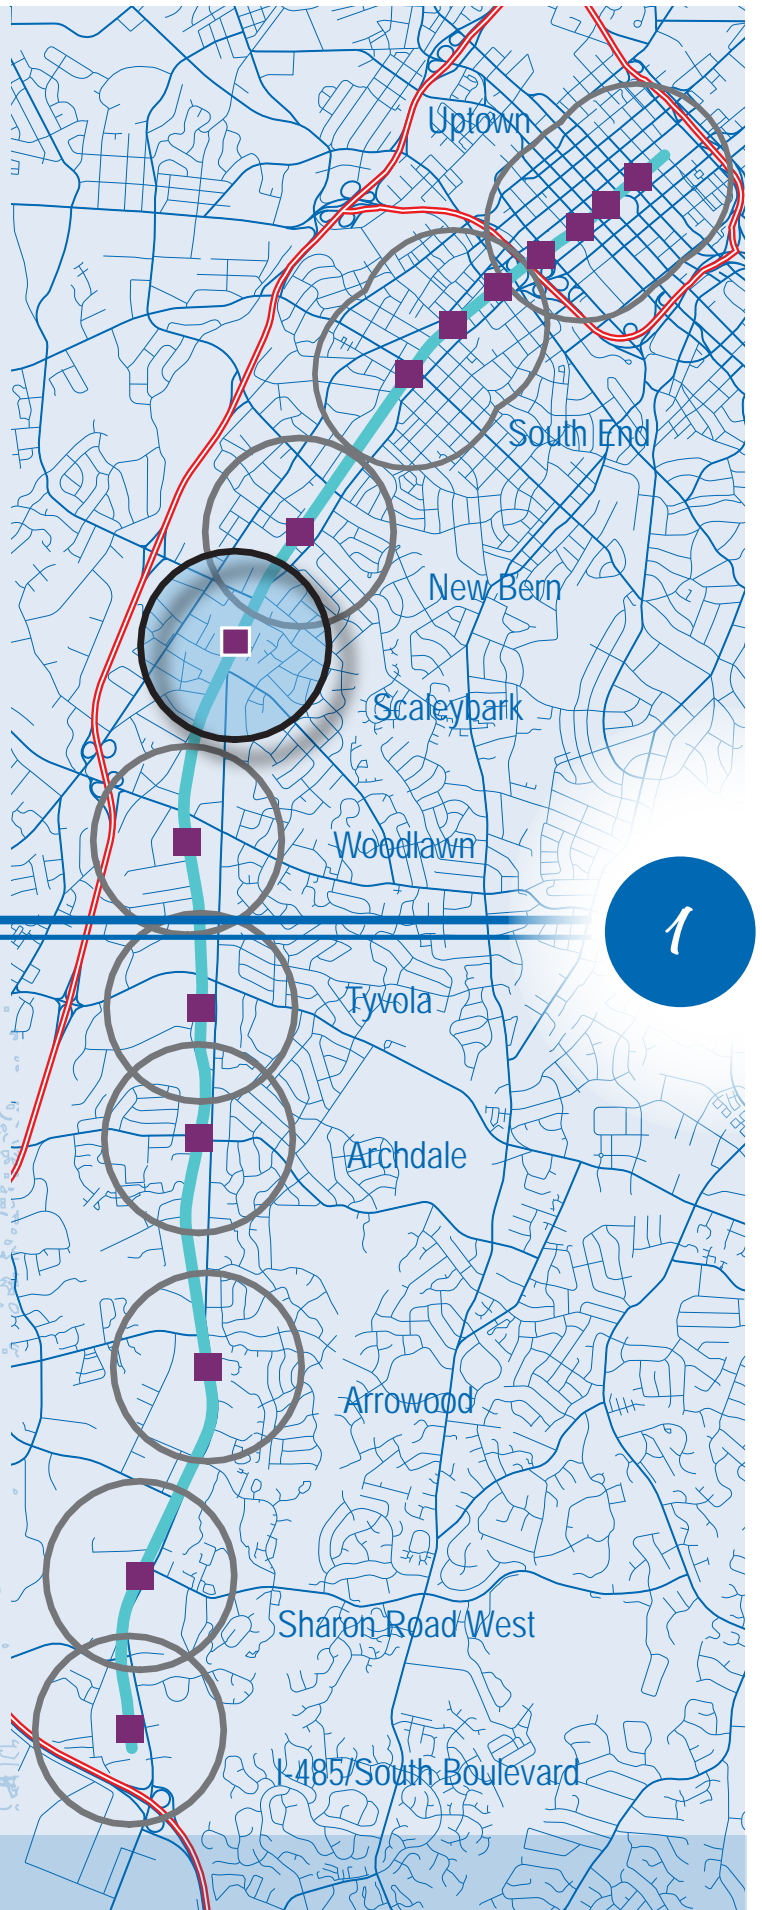 Uptown
South End
New Bern
Scaleybark
Woodlawn
1
Tyvola
Archdale
Arrowood
Sharon Road West
I-485/South Boulevard